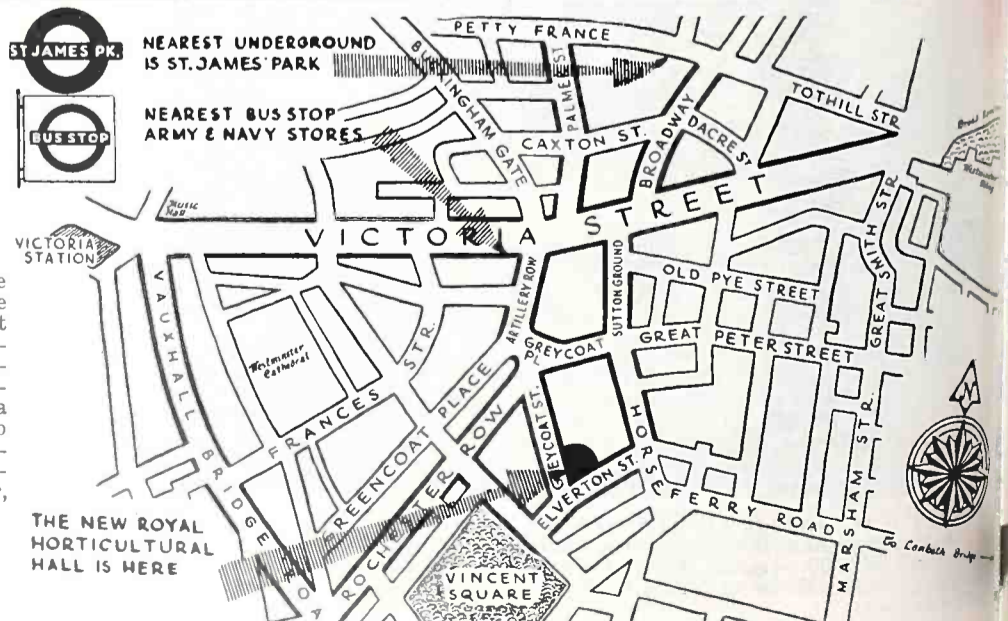 ST JAMES PK.
NEAREST UNDERGROUND
IS ST. JAMES' PARK
BUS STOP
NEAREST BUS STOP
ARMY & NAVY STORES
PETTY FRANCE
BUCKINGHAM GATE
PALMER ST
CAXTON ST.
BROADWAY
DACRE ST
TOTHILL STR
MUSIC HALL
VICTORIA
STATION
VICTORIA STREET
VAUXHALL BRIDGE ROA
Westminster
Cathedral
FRANCES STR.
ARTILLERY ROW
SUTTON GROUND
OLD PYE STREET
GREAT SMITH STR
GREYCOAT
PL.
GREAT PETER STREET
GREENCOAT PLACE
ROCHESTER ROW
GREYCOAT ST.
ELVERTON ST.
HORSEFERRY ROAD
MARSHAM STR.
To Lambeth Bridge
N
THE NEW ROYAL
HORTICULTURAL
HALL IS HERE
VINCENT
SQUARE